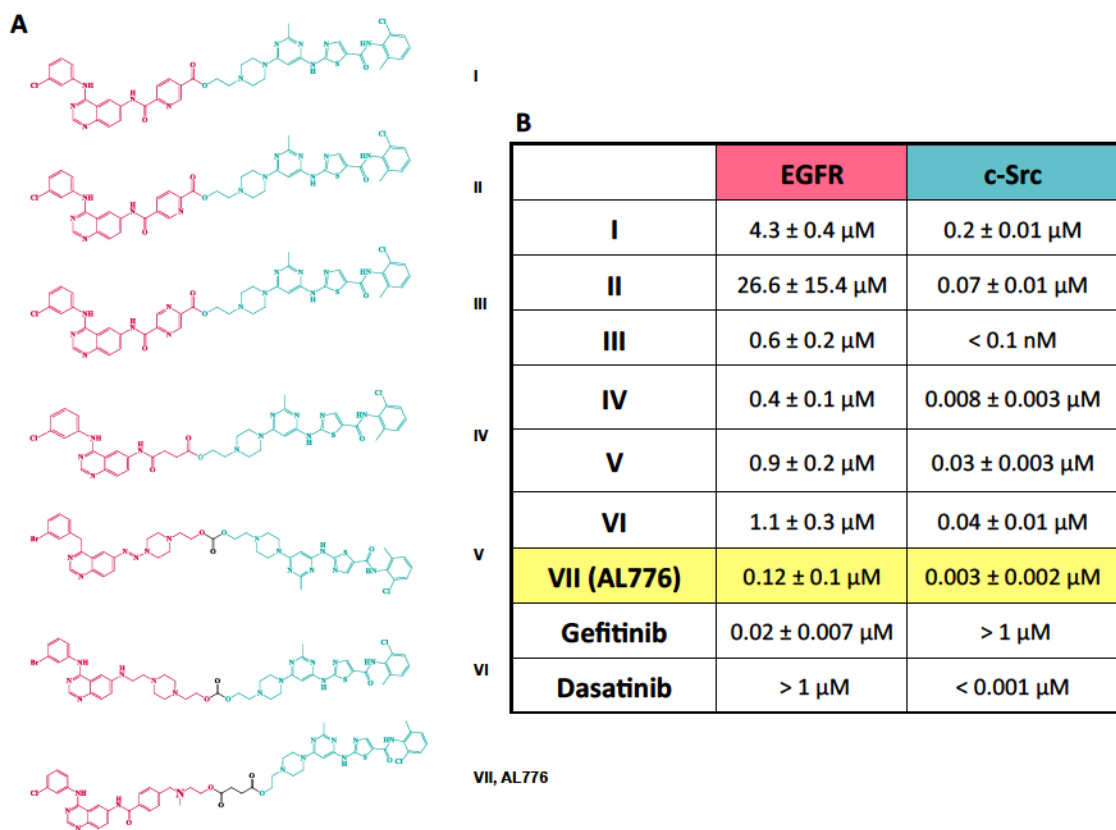 A
I
II
III
IV
V
VI
VII, AL776
B
EGFR c-Src
I 4.3 ± 0.4 μM 0.2 ± 0.01 μM
II 26.6 ± 15.4 μM 0.07 ± 0.01 μM
III 0.6 ± 0.2 μM < 0.1 nM
IV 0.4 ± 0.1 μM 0.008 ± 0.003 μM
V 0.9 ± 0.2 μM 0.03 ± 0.003 μM
VI 1.1 ± 0.3 μM 0.04 ± 0.01 μM
VII (AL776) 0.12 ± 0.1 μM 0.003 ± 0.002 μM
Gefitinib 0.02 ± 0.007 μM > 1 μM
Dasatinib > 1 μM < 0.001 μM